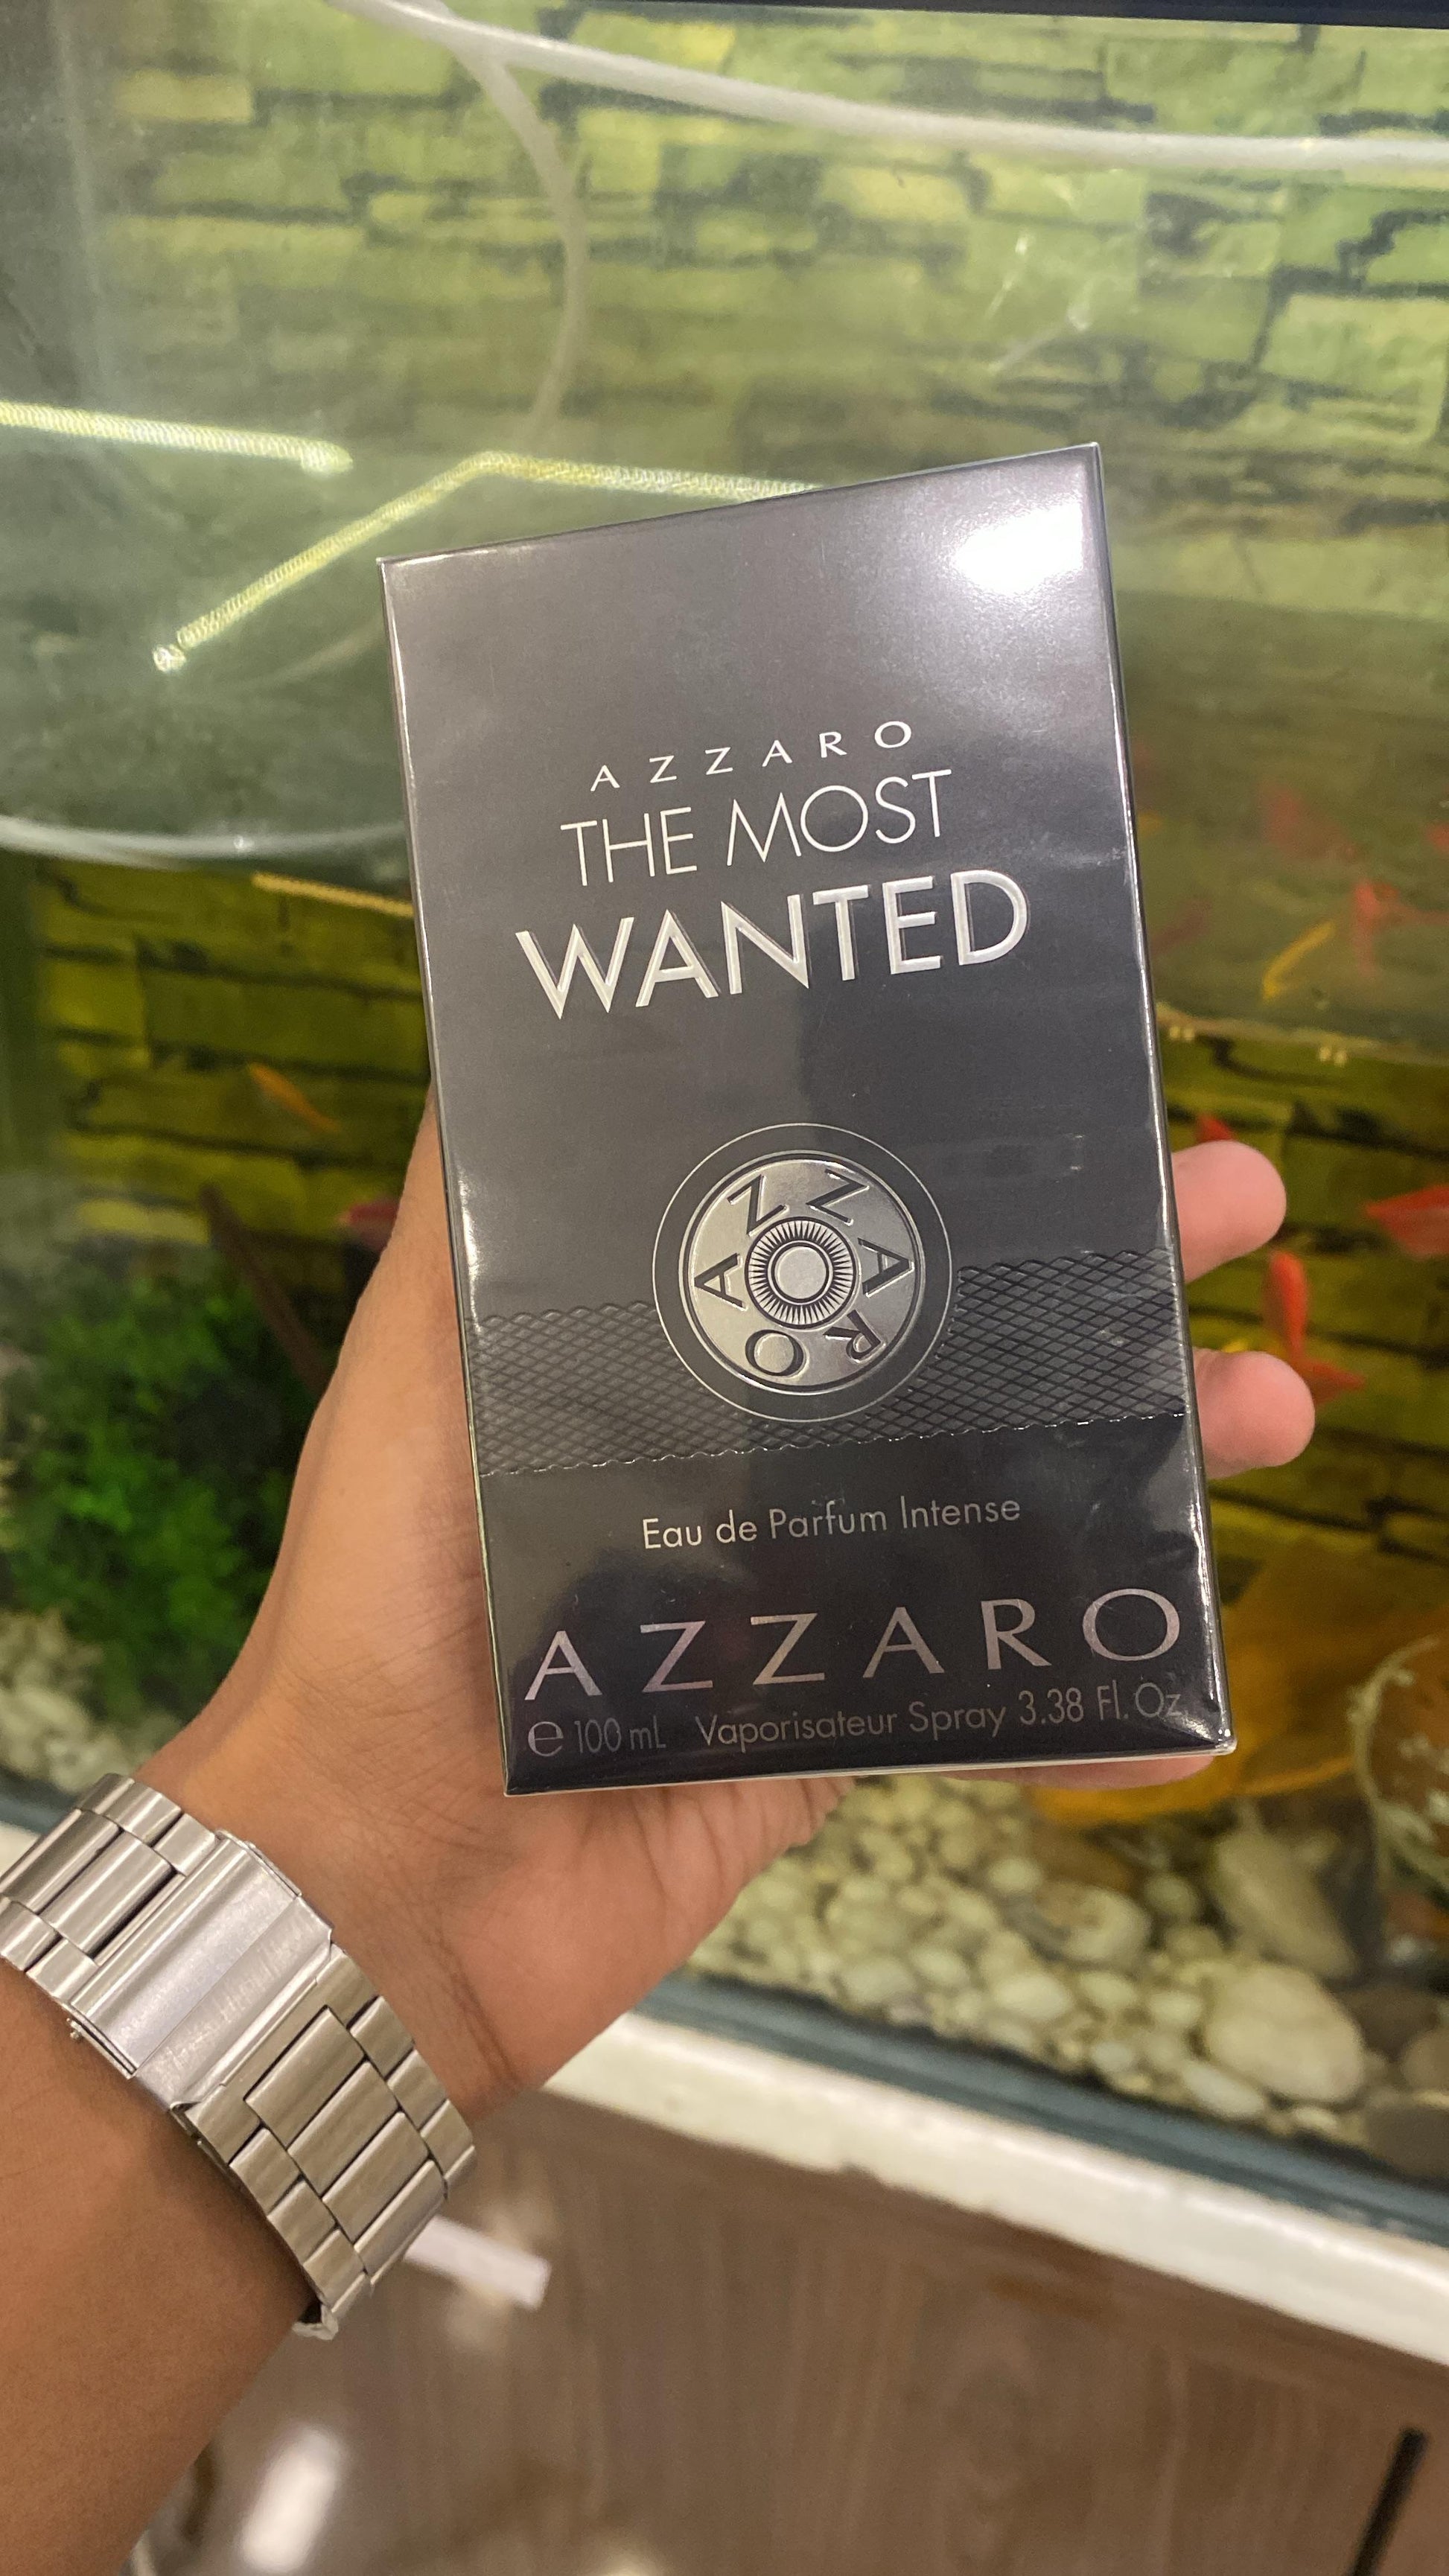 AZZARO
THE MOST
WANTED
AZZARO
Eau de Parfum Intense
AZZARO
e 100 mL Vaporisateur Spray 3.38 Fl. Oz